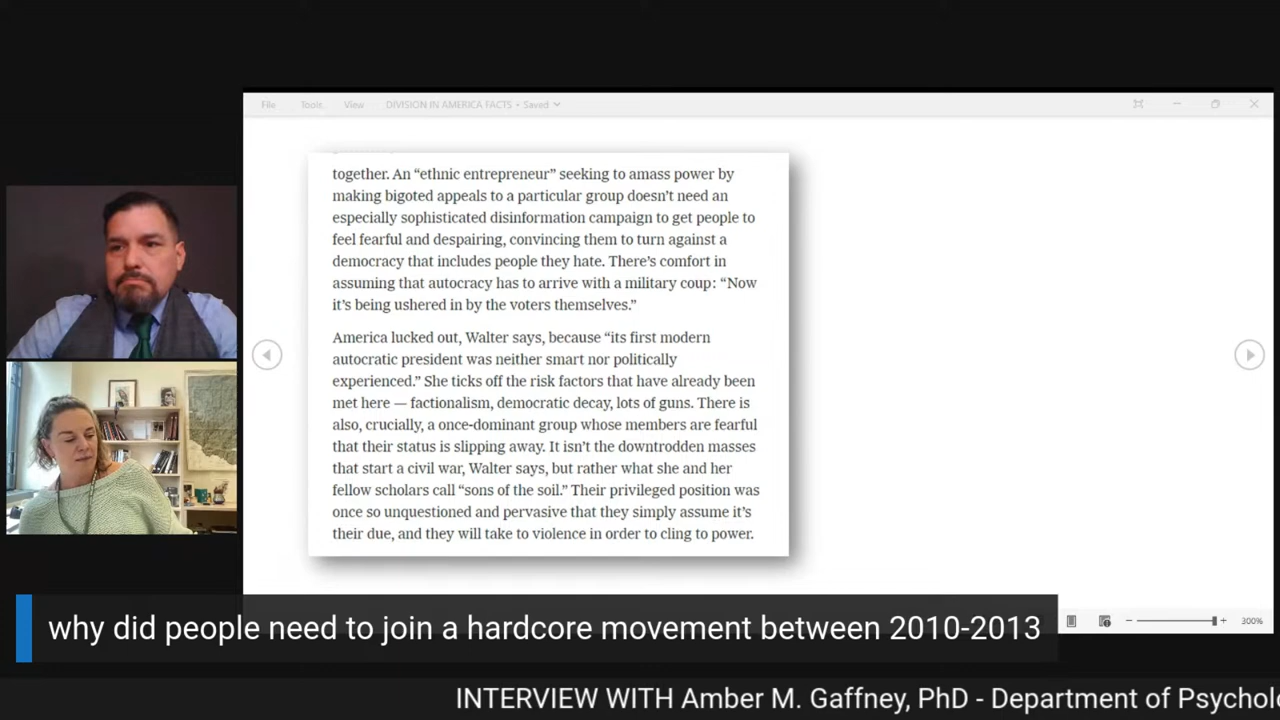 File Tools View DIVISION IN AMERICA FACTS • Saved
together. An “ethnic entrepreneur” seeking to amass power by
making bigoted appeals to a particular group doesn’t need an
especially sophisticated disinformation campaign to get people to
feel fearful and despairing, convincing them to turn against a
democracy that includes people they hate. There’s comfort in
assuming that autocracy has to arrive with a military coup: “Now
it’s being ushered in by the voters themselves.”
America lucked out, Walter says, because “its first modern
autocratic president was neither smart nor politically
experienced.” She ticks off the risk factors that have already been
met here — factionalism, democratic decay, lots of guns. There is
also, crucially, a once-dominant group whose members are fearful
that their status is slipping away. It isn’t the downtrodden masses
that start a civil war, Walter says, but rather what she and her
fellow scholars call “sons of the soil.” Their privileged position was
once so unquestioned and pervasive that they simply assume it’s
their due, and they will take to violence in order to cling to power.
why did people need to join a hardcore movement between 2010-2013
300%
INTERVIEW WITH Amber M. Gaffney, PhD - Department of Psychol